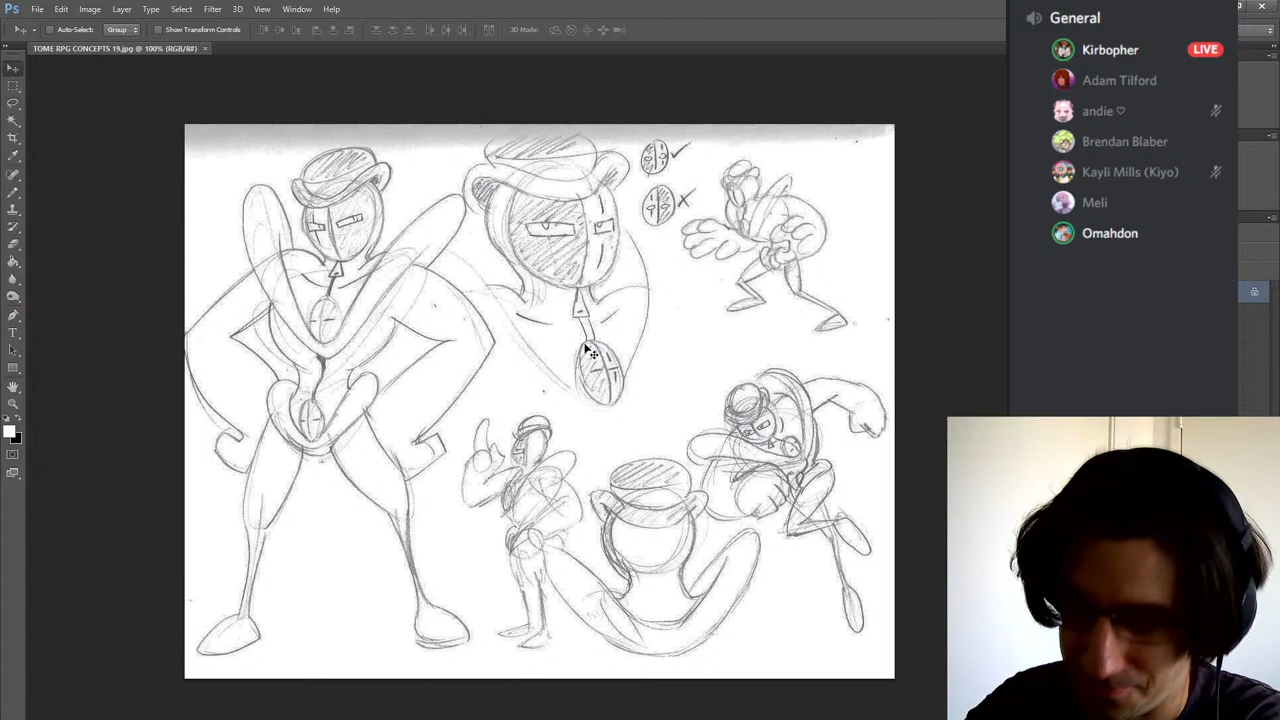 Ps File Edit Image Layer Type Select Filter 3D View Window Help
Auto-Select: Group Show Transform Controls 3D Mode:
TOME RPG CONCEPTS 19.jpg @ 100% (RGB/8#) ×
General
Kirbopher LIVE
Adam Tilford
andie ♡
Brendan Blaber
Kayli Mills (Kiyo)
Meli
Omahdon